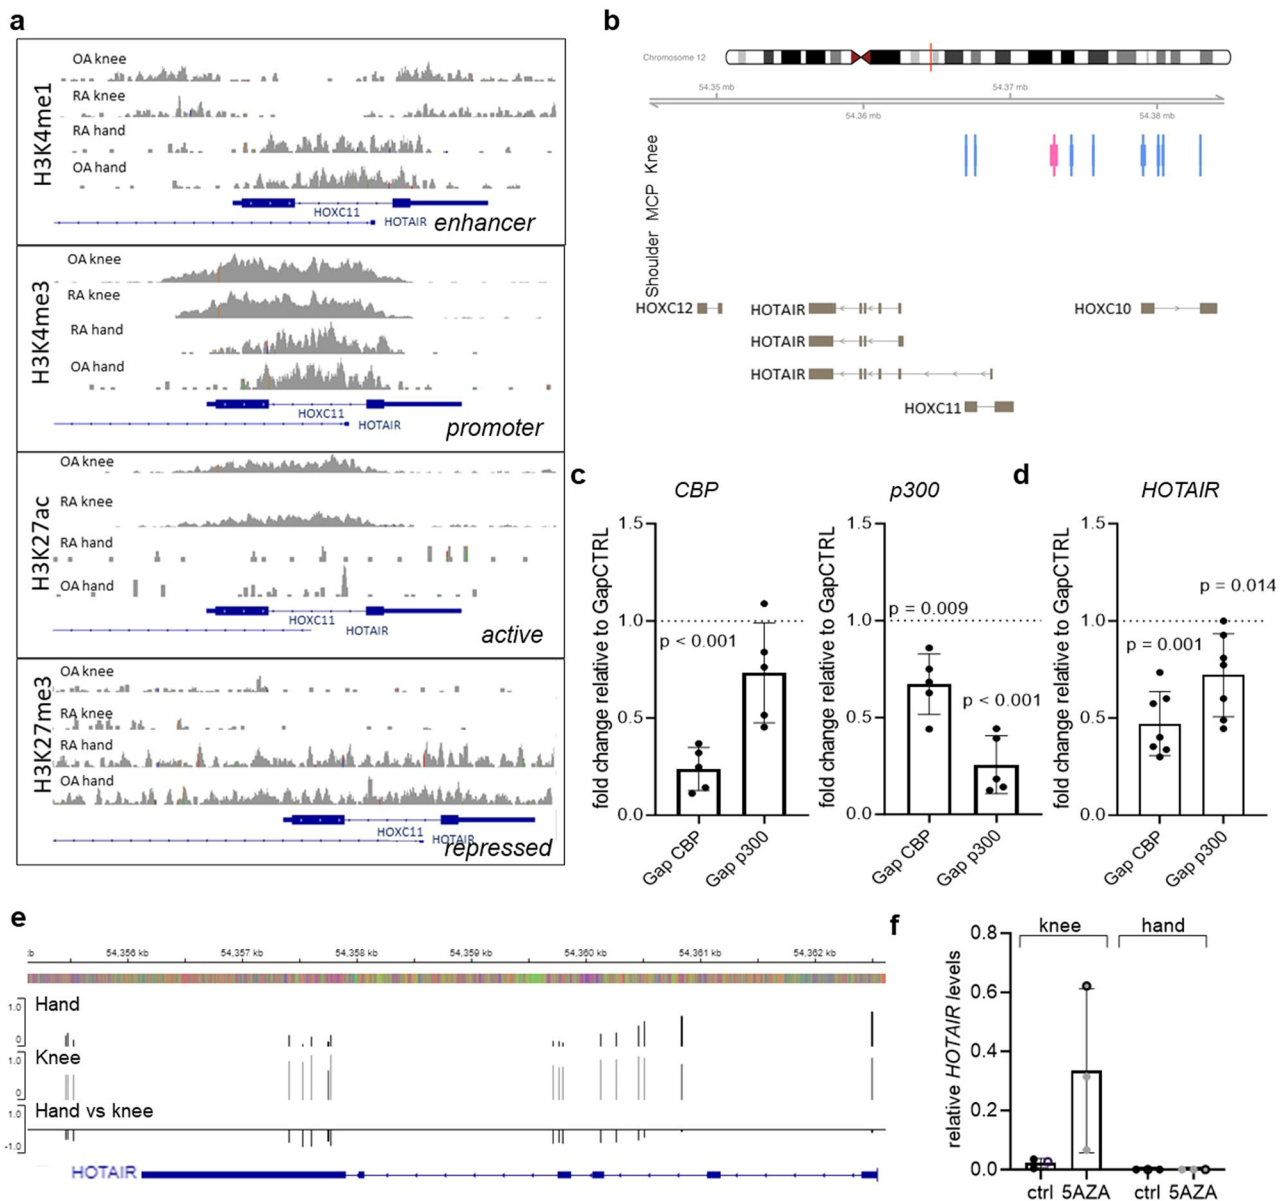 a
H3K4me1
OA knee
RA knee
RA hand
OA hand
HOXC11
HOTAIR
enhancer
H3K4me3
OA knee
RA knee
RA hand
OA hand
HOXC11
HOTAIR
promoter
H3K27ac
OA knee
RA knee
RA hand
OA hand
HOXC11
HOTAIR
active
H3K27me3
OA knee
RA knee
RA hand
OA hand
HOXC11
HOTAIR
repressed
b
Chromosome 12
54.35 mb 54.37 mb
54.36 mb 54.38 mb
Shoulder MCP Knee
HOXC12 HOTAIR HOXC10
HOTAIR
HOTAIR
HOXC11
c
CBP
fold change relative to GapCTRL
1.5
1.0
0.5
0.0
p < 0.001
Gap CBP
Gap p300
p300
fold change relative to GapCTRL
1.5
1.0
0.5
0.0
p = 0.009
p < 0.001
Gap CBP
Gap p300
d
HOTAIR
fold change relative to GapCTRL
1.5
1.0
0.5
0.0
p = 0.014
p = 0.001
Gap CBP
Gap p300
e
54,356 kb 54,357 kb 54,358 kb 54,359 kb 54,360 kb 54,361 kb 54,362 kb
1.0
0
Hand
1.0
0
Knee
1.0
-1.0
Hand vs knee
HOTAIR
f
relative HOTAIR levels
0.8
0.6
0.4
0.2
0.0
knee hand
ctrl 5AZA ctrl 5AZA